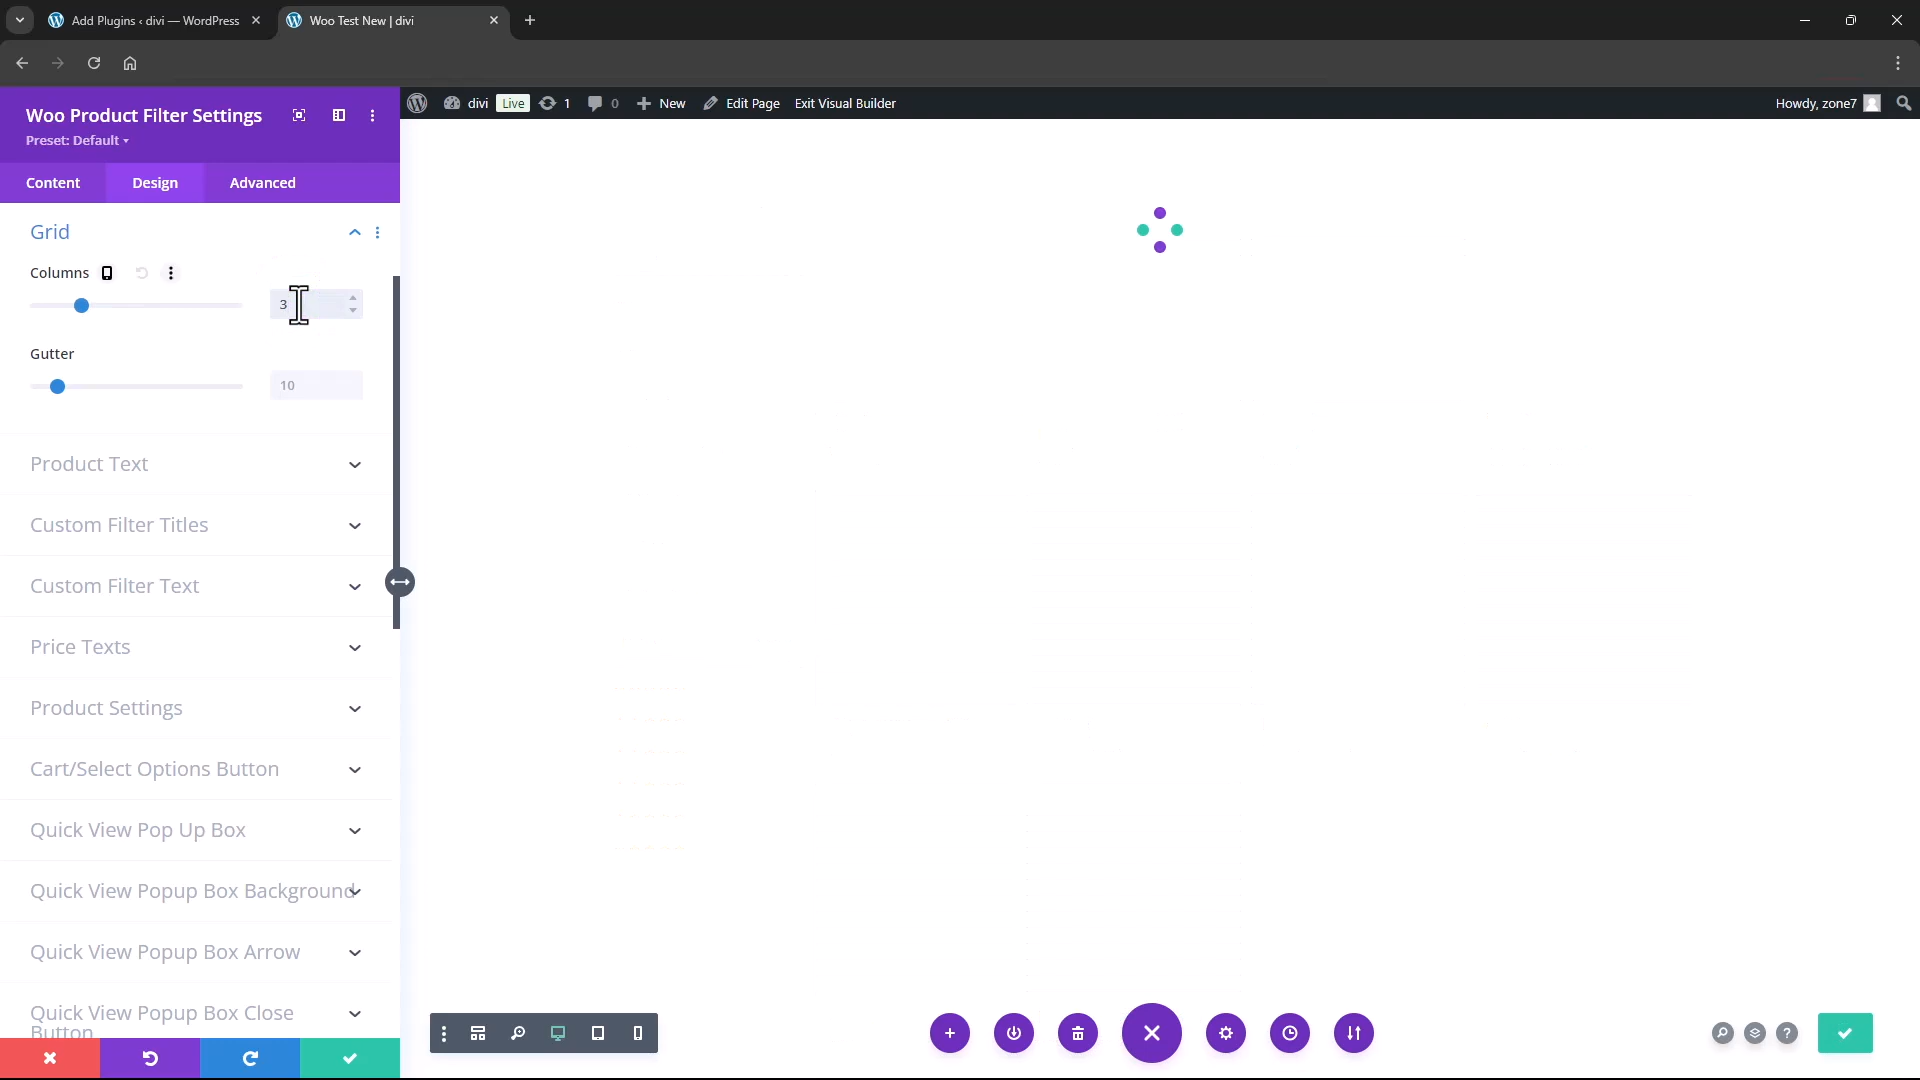 Add Plugins ‹ divi — WordPress
Woo Test New | divi
Woo Product Filter Settings
Preset: Default
divi Live 1 0 New Edit Page Exit Visual Builder
Howdy, zone7
Content Design Advanced
Grid
Columns
3
Gutter
10
Product Text
Custom Filter Titles
Custom Filter Text
Price Texts
Product Settings
Cart/Select Options Button
Quick View Pop Up Box
Quick View Popup Box Background
Quick View Popup Box Arrow
Quick View Popup Box Close
Button